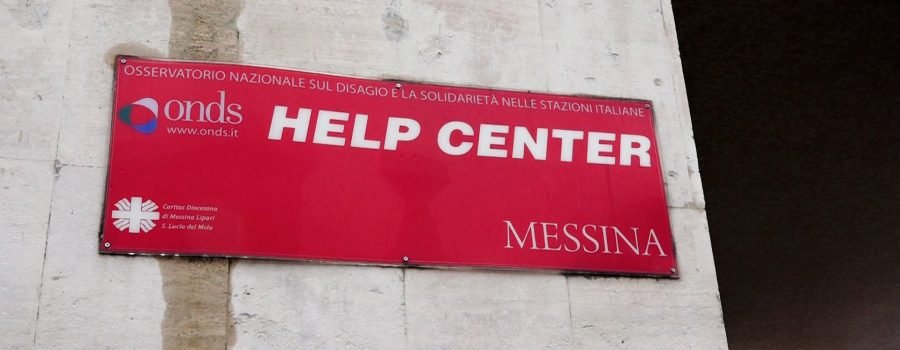 OSSERVATORIO NAZIONALE SUL DISAGIO E LA SOLIDARIETÀ NELLE STAZIONI ITALIANE
onds
www.onds.it
HELP CENTER
Caritas Diocesana
di Messina Lipari
S. Lucia del Mela
MESSINA